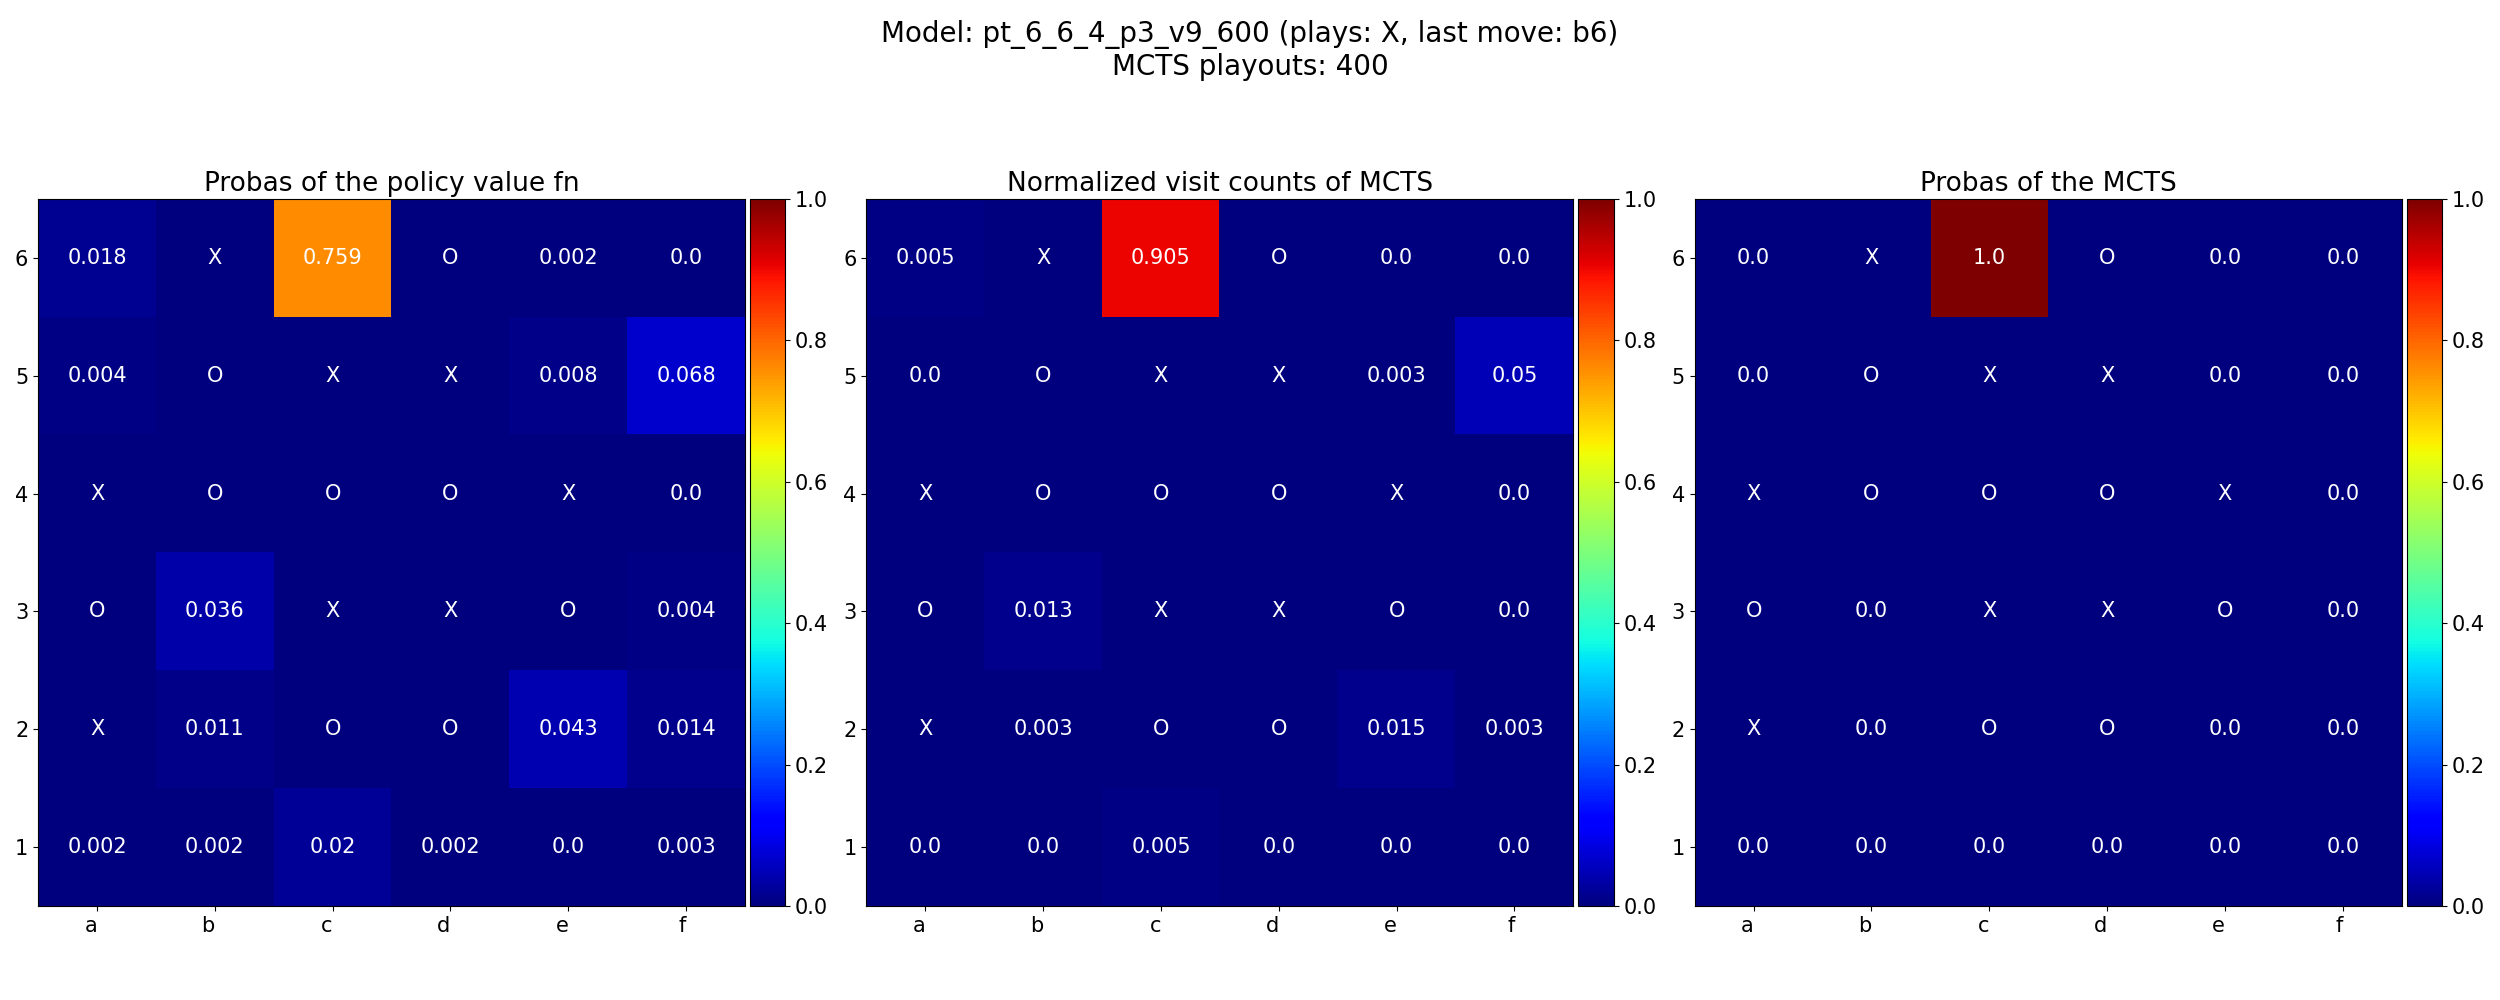 Model: pt_6_6_4_p3_v9_600 (plays: X, last move: b6)
MCTS playouts: 400
Probas of the policy value fn
6 0.018 X 0.759 O 0.002 0.0
5 0.004 O X X 0.008 0.068
4 X O O O X 0.0
3 O 0.036 X X O 0.004
2 X 0.011 O O 0.043 0.014
1 0.002 0.002 0.02 0.002 0.0 0.003
a b c d e f
1.0
0.8
0.6
0.4
0.2
0.0
Normalized visit counts of MCTS
6 0.005 X 0.905 O 0.0 0.0
5 0.0 O X X 0.003 0.05
4 X O O O X 0.0
3 O 0.013 X X O 0.0
2 X 0.003 O O 0.015 0.003
1 0.0 0.0 0.005 0.0 0.0 0.0
a b c d e f
1.0
0.8
0.6
0.4
0.2
0.0
Probas of the MCTS
6 0.0 X 1.0 O 0.0 0.0
5 0.0 O X X 0.0 0.0
4 X O O O X 0.0
3 O 0.0 X X O 0.0
2 X 0.0 O O 0.0 0.0
1 0.0 0.0 0.0 0.0 0.0 0.0
a b c d e f
1.0
0.8
0.6
0.4
0.2
0.0